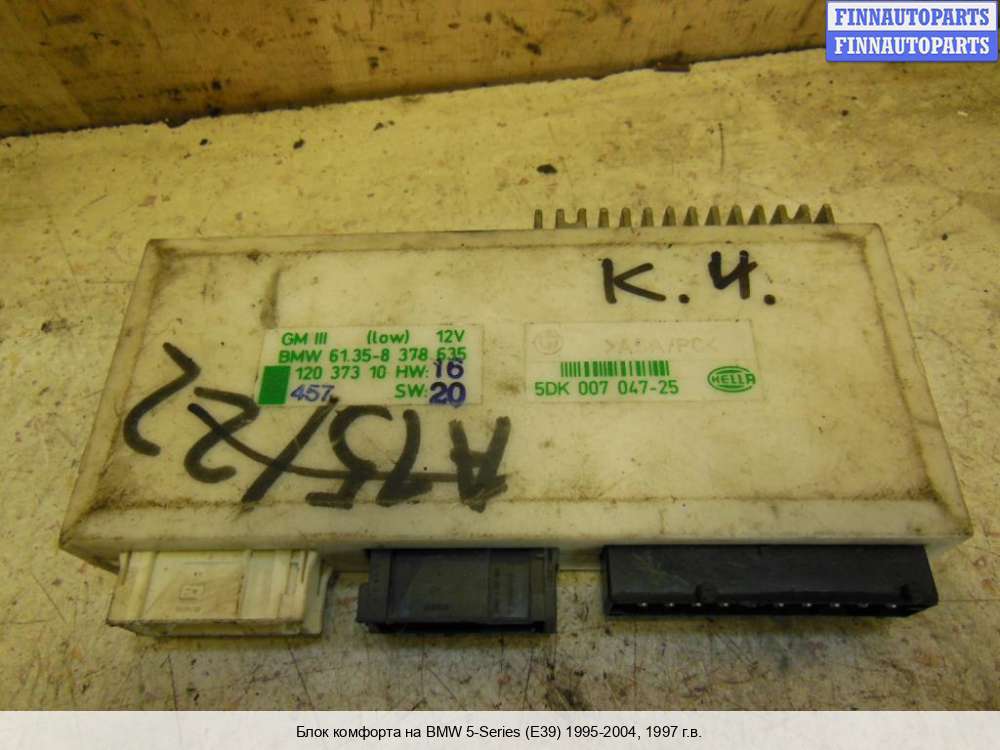 FINNAUTOPARTS
FINNAUTOPARTS
К. Ч.
GM III (low) 12V
BMW 61.35-8 378 635
120 373 10 HW: 16
457 SW: 20
5DK 007 047-25
HELLA
A15/22
Блок комфорта на BMW 5-Series (E39) 1995-2004, 1997 г.в.